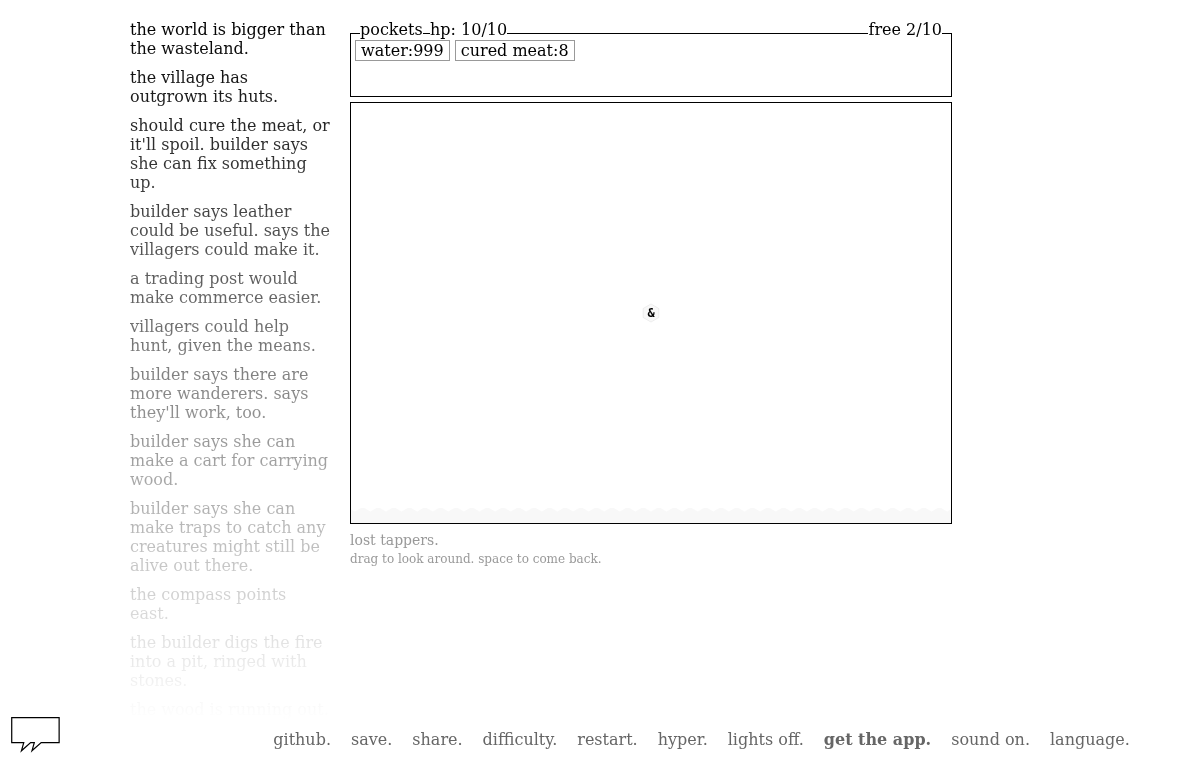 the world is bigger than
the wasteland.
the village has
outgrown its huts.
should cure the meat, or
it'll spoil. builder says
she can fix something
up.
builder says leather
could be useful. says the
villagers could make it.
a trading post would
make commerce easier.
villagers could help
hunt, given the means.
builder says there are
more wanderers. says
they'll work, too.
builder says she can
make a cart for carrying
wood.
builder says she can
make traps to catch any
creatures might still be
alive out there.
the compass points
east.
the builder digs the fire
into a pit, ringed with
stones.
pockets hp: 10/10 free 2/10
water:999 cured meat:8
&
lost tappers.
drag to look around. space to come back.
github. save. share. difficulty. restart. hyper. lights off. get the app. sound on. language.